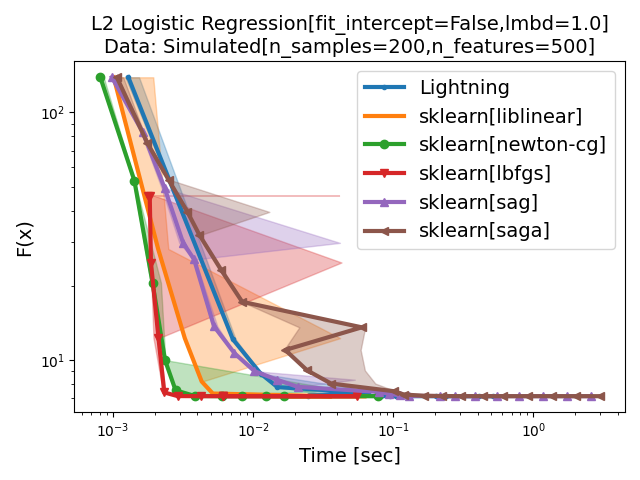 L2 Logistic Regression[fit_intercept=False,lmbd=1.0]
Data: Simulated[n_samples=200,n_features=500]
F(x)
10²
10¹
Lightning
sklearn[liblinear]
sklearn[newton-cg]
sklearn[lbfgs]
sklearn[sag]
sklearn[saga]
10⁻³ 10⁻² 10⁻¹ 10⁰
Time [sec]